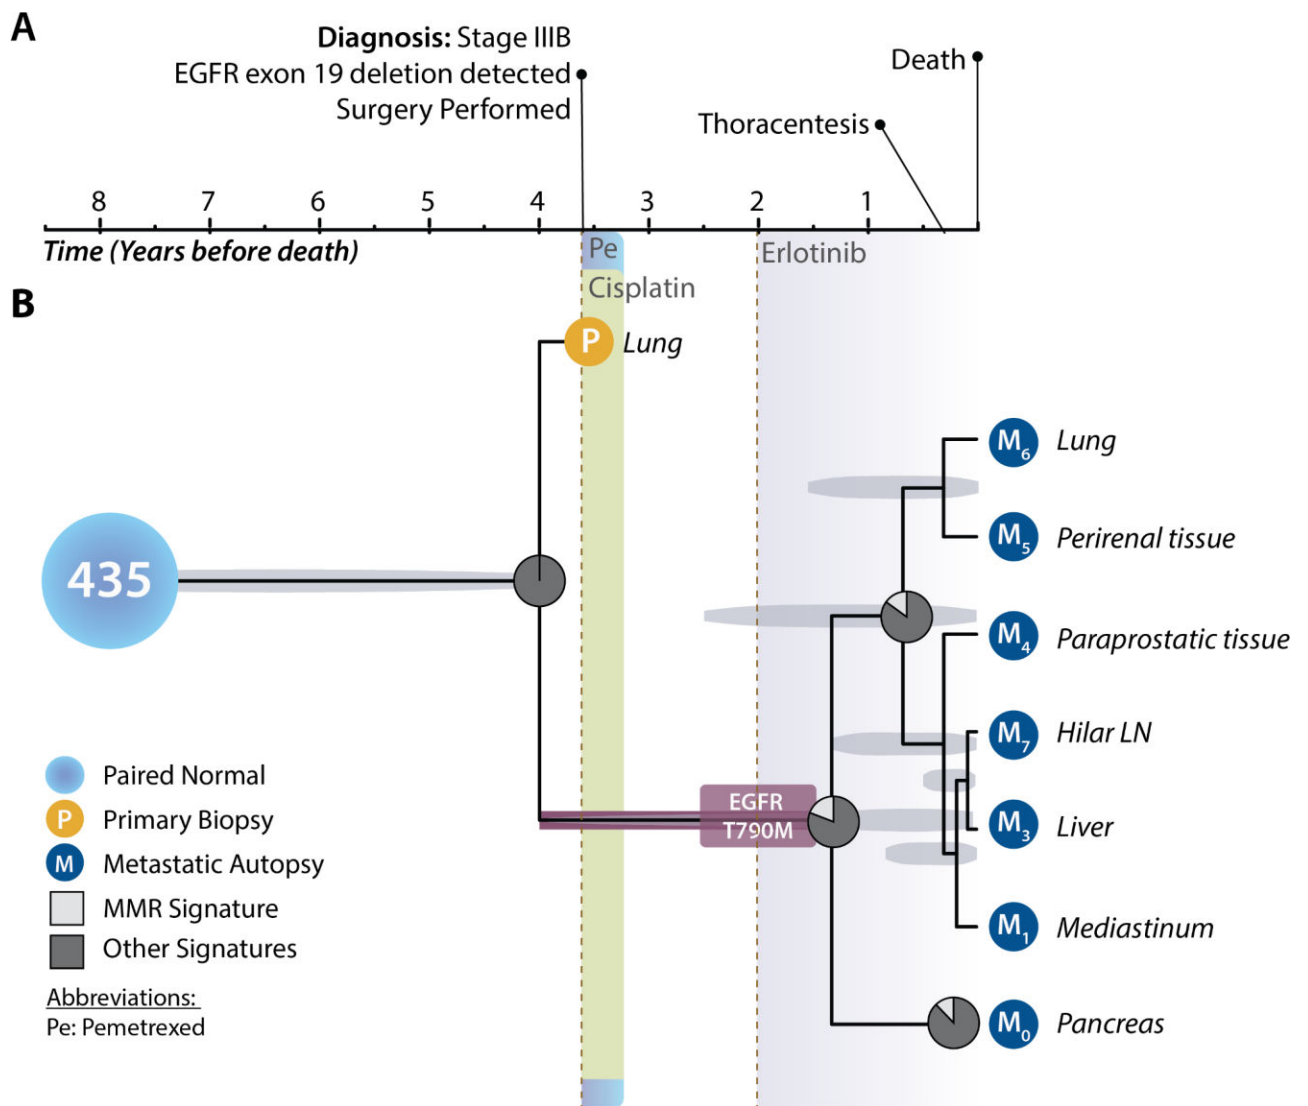 A
Diagnosis: Stage IIIB
EGFR exon 19 deletion detected
Surgery Performed
Death
Thoracentesis
8 7 6 5 4 3 2 1
Time (Years before death)
Pe
Erlotinib
Cisplatin
B
P Lung
M6 Lung
M5 Perirenal tissue
435
M4 Paraprostatic tissue
M7 Hilar LN
Paired Normal
EGFR
T790M
P Primary Biopsy
M3 Liver
M Metastatic Autopsy
MMR Signature
M1 Mediastinum
Other Signatures
Abbreviations:
Pe: Pemetrexed
M0 Pancreas